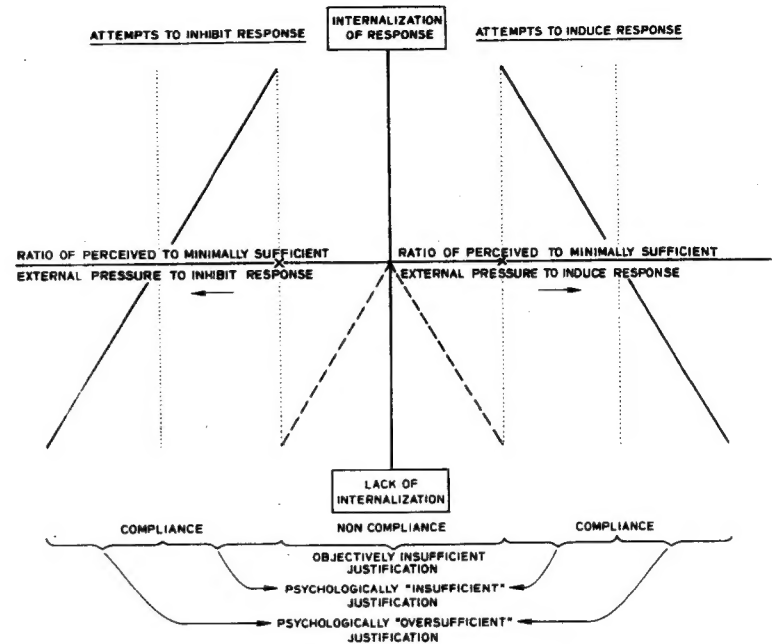 ATTEMPTS TO INHIBIT RESPONSE
INTERNALIZATION
OF RESPONSE
ATTEMPTS TO INDUCE RESPONSE
RATIO OF PERCEIVED TO MINIMALLY SUFFICIENT
EXTERNAL PRESSURE TO INHIBIT RESPONSE
RATIO OF PERCEIVED TO MINIMALLY SUFFICIENT
EXTERNAL PRESSURE TO INDUCE RESPONSE
LACK OF
INTERNALIZATION
COMPLIANCE
NON COMPLIANCE
COMPLIANCE
OBJECTIVELY INSUFFICIENT
JUSTIFICATION
PSYCHOLOGICALLY "INSUFFICIENT"
JUSTIFICATION
PSYCHOLOGICALLY "OVERSUFFICIENT"
JUSTIFICATION